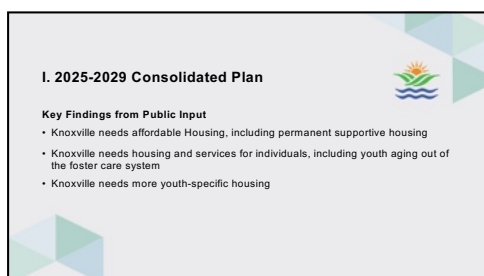 I. 2025-2029 Consolidated Plan
Key Findings from Public Input
• Knoxville needs affordable Housing, including permanent supportive housing
• Knoxville needs housing and services for individuals, including youth aging out of
the foster care system
• Knoxville needs more youth-specific housing